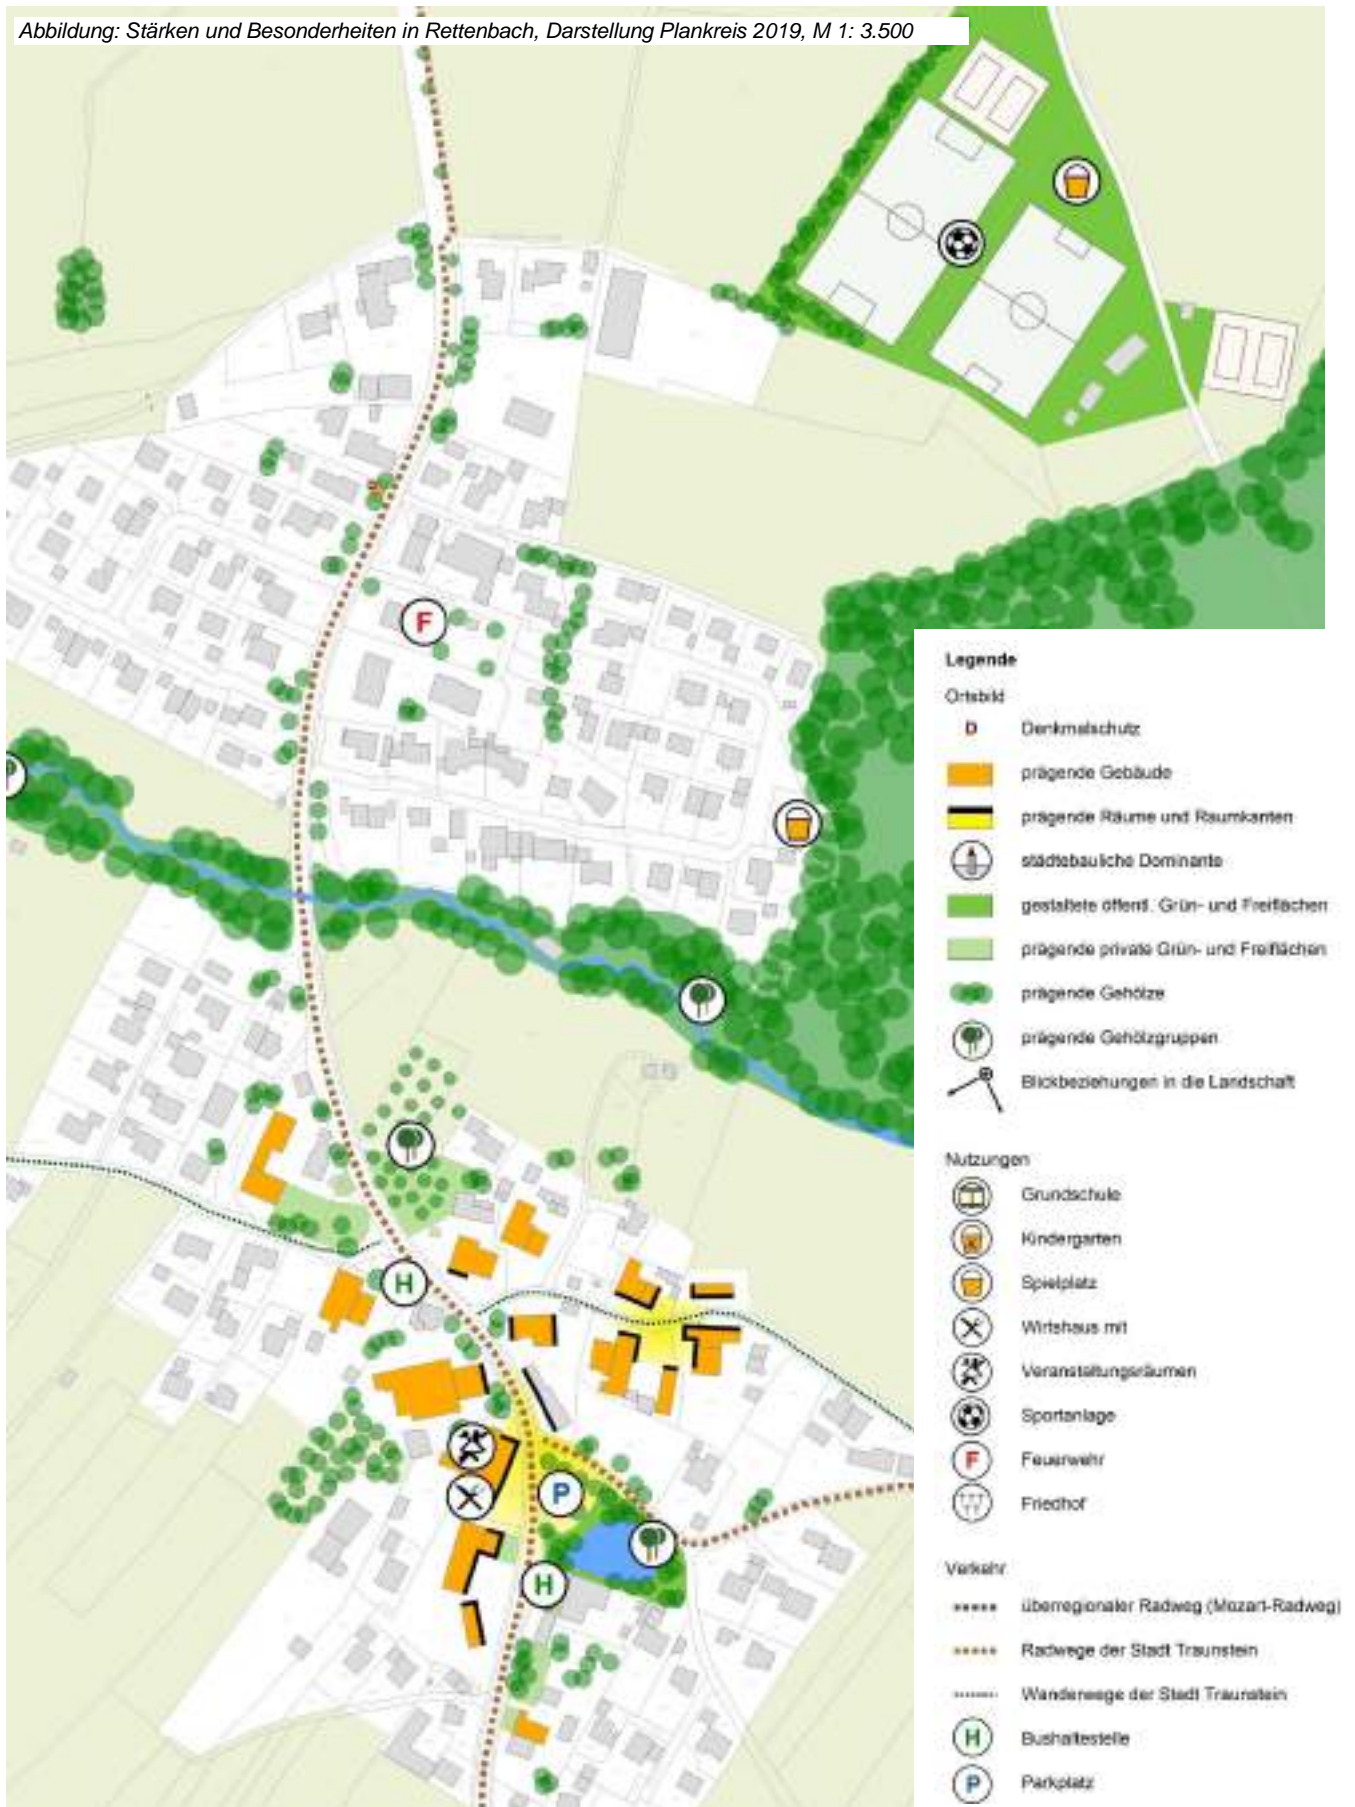 Abbildung: Stärken und Besonderheiten in Rettenbach, Darstellung Plankreis 2019, M 1: 3.500
D
F
H
P
H
Legende
Ortsbild
D Denkmalschutz
prägende Gebäude
prägende Räume und Raumkanten
städtebauliche Dominante
gestaltete öffentl. Grün- und Freiflächen
prägende private Grün- und Freiflächen
prägende Gehölze
prägende Gehölzgruppen
Blickbeziehungen in die Landschaft
Nutzungen
Grundschule
Kindergarten
Spielplatz
Wirtshaus mit
Veranstaltungsräumen
Sportanlage
F Feuerwehr
Friedhof
Verkehr
überregionaler Radweg (Mozart-Radweg)
Radwege der Stadt Traunstein
Wanderwege der Stadt Traunstein
H Bushaltestelle
P Parkplatz